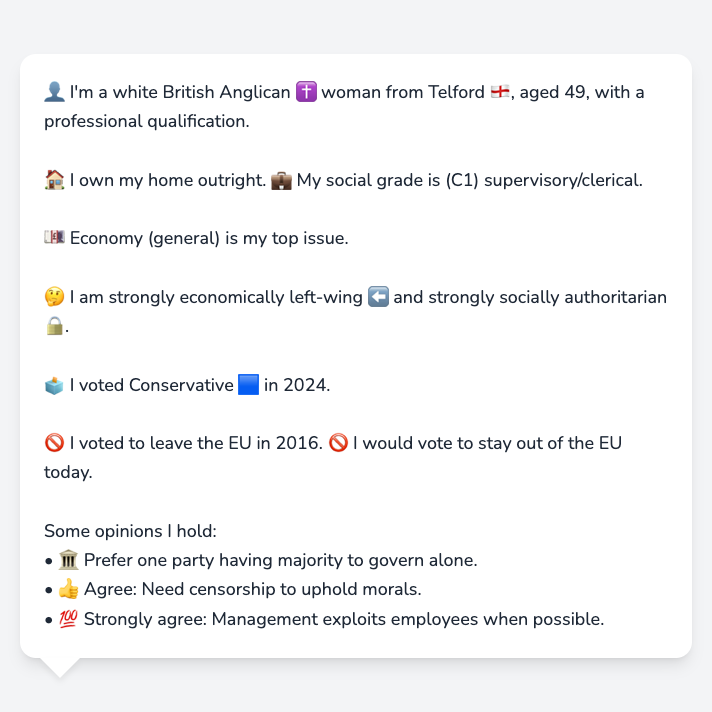 👤 I'm a white British Anglican ✝️ woman from Telford 🏴󠁧󠁢󠁥󠁮󠁧󠁿, aged 49, with a
professional qualification.
🏠 I own my home outright. 💼 My social grade is (C1) supervisory/clerical.
💷 Economy (general) is my top issue.
🤔 I am strongly economically left-wing ⬅️ and strongly socially authoritarian
🔒.
🗳️ I voted Conservative 🟦 in 2024.
🚫 I voted to leave the EU in 2016. 🚫 I would vote to stay out of the EU
today.
Some opinions I hold:
• 🏛️ Prefer one party having majority to govern alone.
• 👍 Agree: Need censorship to uphold morals.
• 💯 Strongly agree: Management exploits employees when possible.